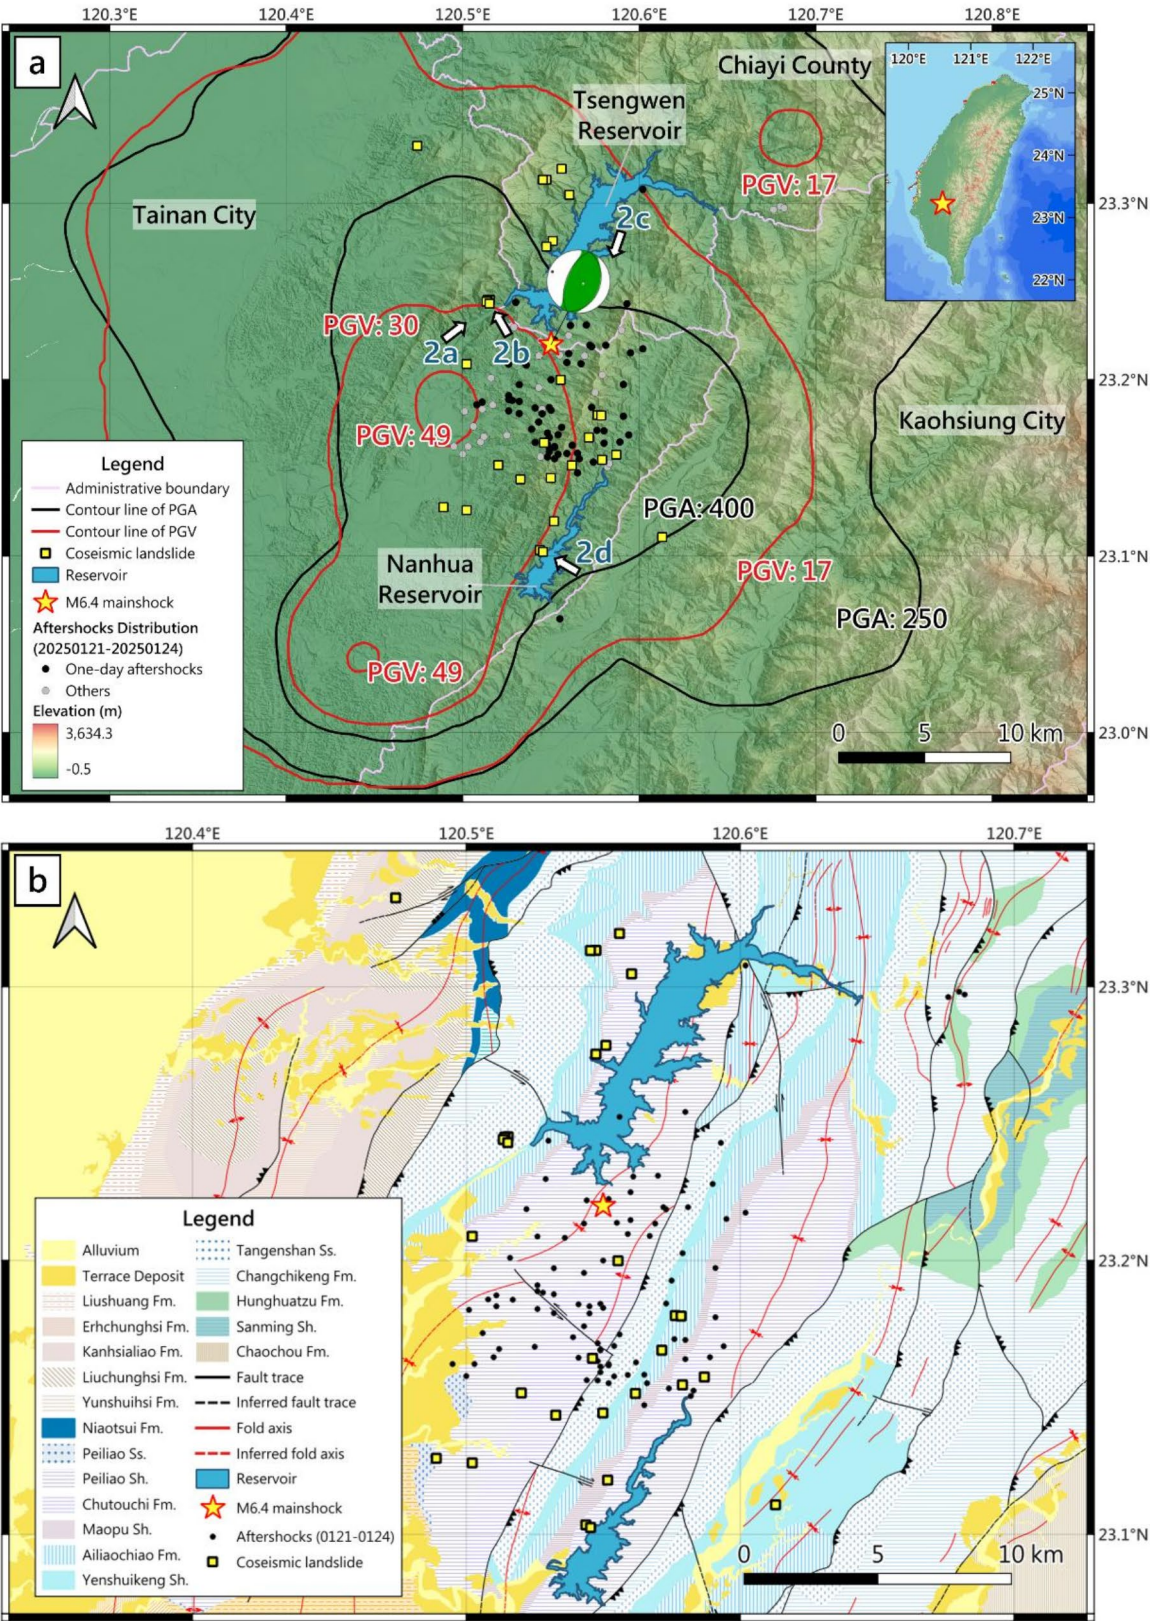 120.3°E 120.4°E 120.5°E 120.6°E 120.7°E 120.8°E
a
Chiayi County
120°E 121°E 122°E
25°N
24°N
23°N
22°N
Tsengwen
Reservoir
PGV: 17
Tainan City
23.3°N
2c
PGV: 30
2a
2b
23.2°N
Kaohsiung City
PGV: 49
PGA: 400
2d
23.1°N
Nanhua
Reservoir
PGV: 17
PGA: 250
PGV: 49
23.0°N
0 5 10 km
Legend
Administrative boundary
Contour line of PGA
Contour line of PGV
Coseismic landslide
Reservoir
M6.4 mainshock
Aftershocks Distribution
(20250121-20250124)
One-day aftershocks
Others
Elevation (m)
3,634.3
-0.5
120.4°E 120.5°E 120.6°E 120.7°E
b
23.3°N
23.2°N
23.1°N
Legend
Alluvium
Terrace Deposit
Liushuang Fm.
Erhchunghsi Fm.
Kanhsialiao Fm.
Liuchunghsi Fm.
Yunshuihsi Fm.
Niaotsui Fm.
Peiliao Ss.
Peiliao Sh.
Chutouchi Fm.
Maopu Sh.
Ailiaochiao Fm.
Yenshuikeng Sh.
Tangenshan Ss.
Changchikeng Fm.
Hunghuatzu Fm.
Sanming Sh.
Chaochou Fm.
Fault trace
Inferred fault trace
Fold axis
Inferred fold axis
Reservoir
M6.4 mainshock
Aftershocks (0121-0124)
Coseismic landslide
0 5 10 km